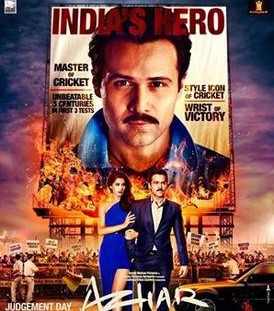 INDIA'S HERO
MASTER
OF
CRICKET
UNBEATABLE
3 CENTURIES
IN FIRST 3 TESTS
STYLE ICON
OF
CRICKET
WRIST
OF
VICTORY
AZHAR
JUDGEMENT DAY